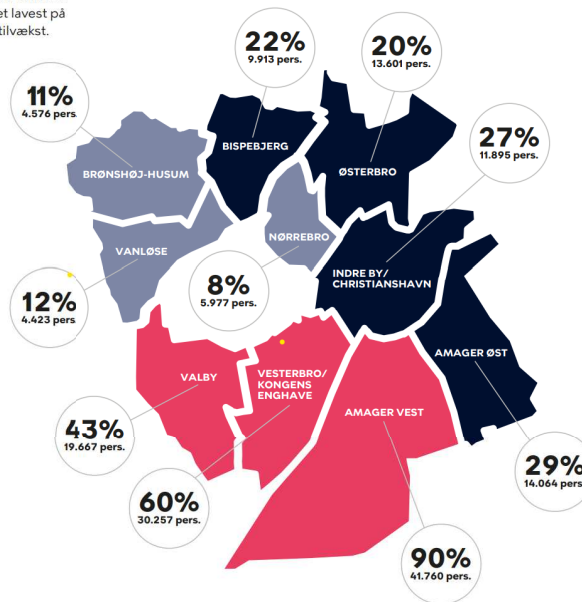 et lavest på
tilvækst.
22%
9.913 pers.
20%
13.601 pers.
11%
4.576 pers
27%
11.895 pers.
BISPEBJERG
ØSTERBRO
BRØNSHØJ-HUSUM
NØRREBRO
VANLØSE
INDRE BY/
CHRISTIANSHAVN
8%
5.977 pers.
12%
4.423 pers
AMAGER ØST
VALBY
VESTERBRO/
KONGENS
ENGHAVE
AMAGER VEST
43%
19.667 pers.
29%
14.064 pers
60%
30.257 pers.
90%
41.760 pers.